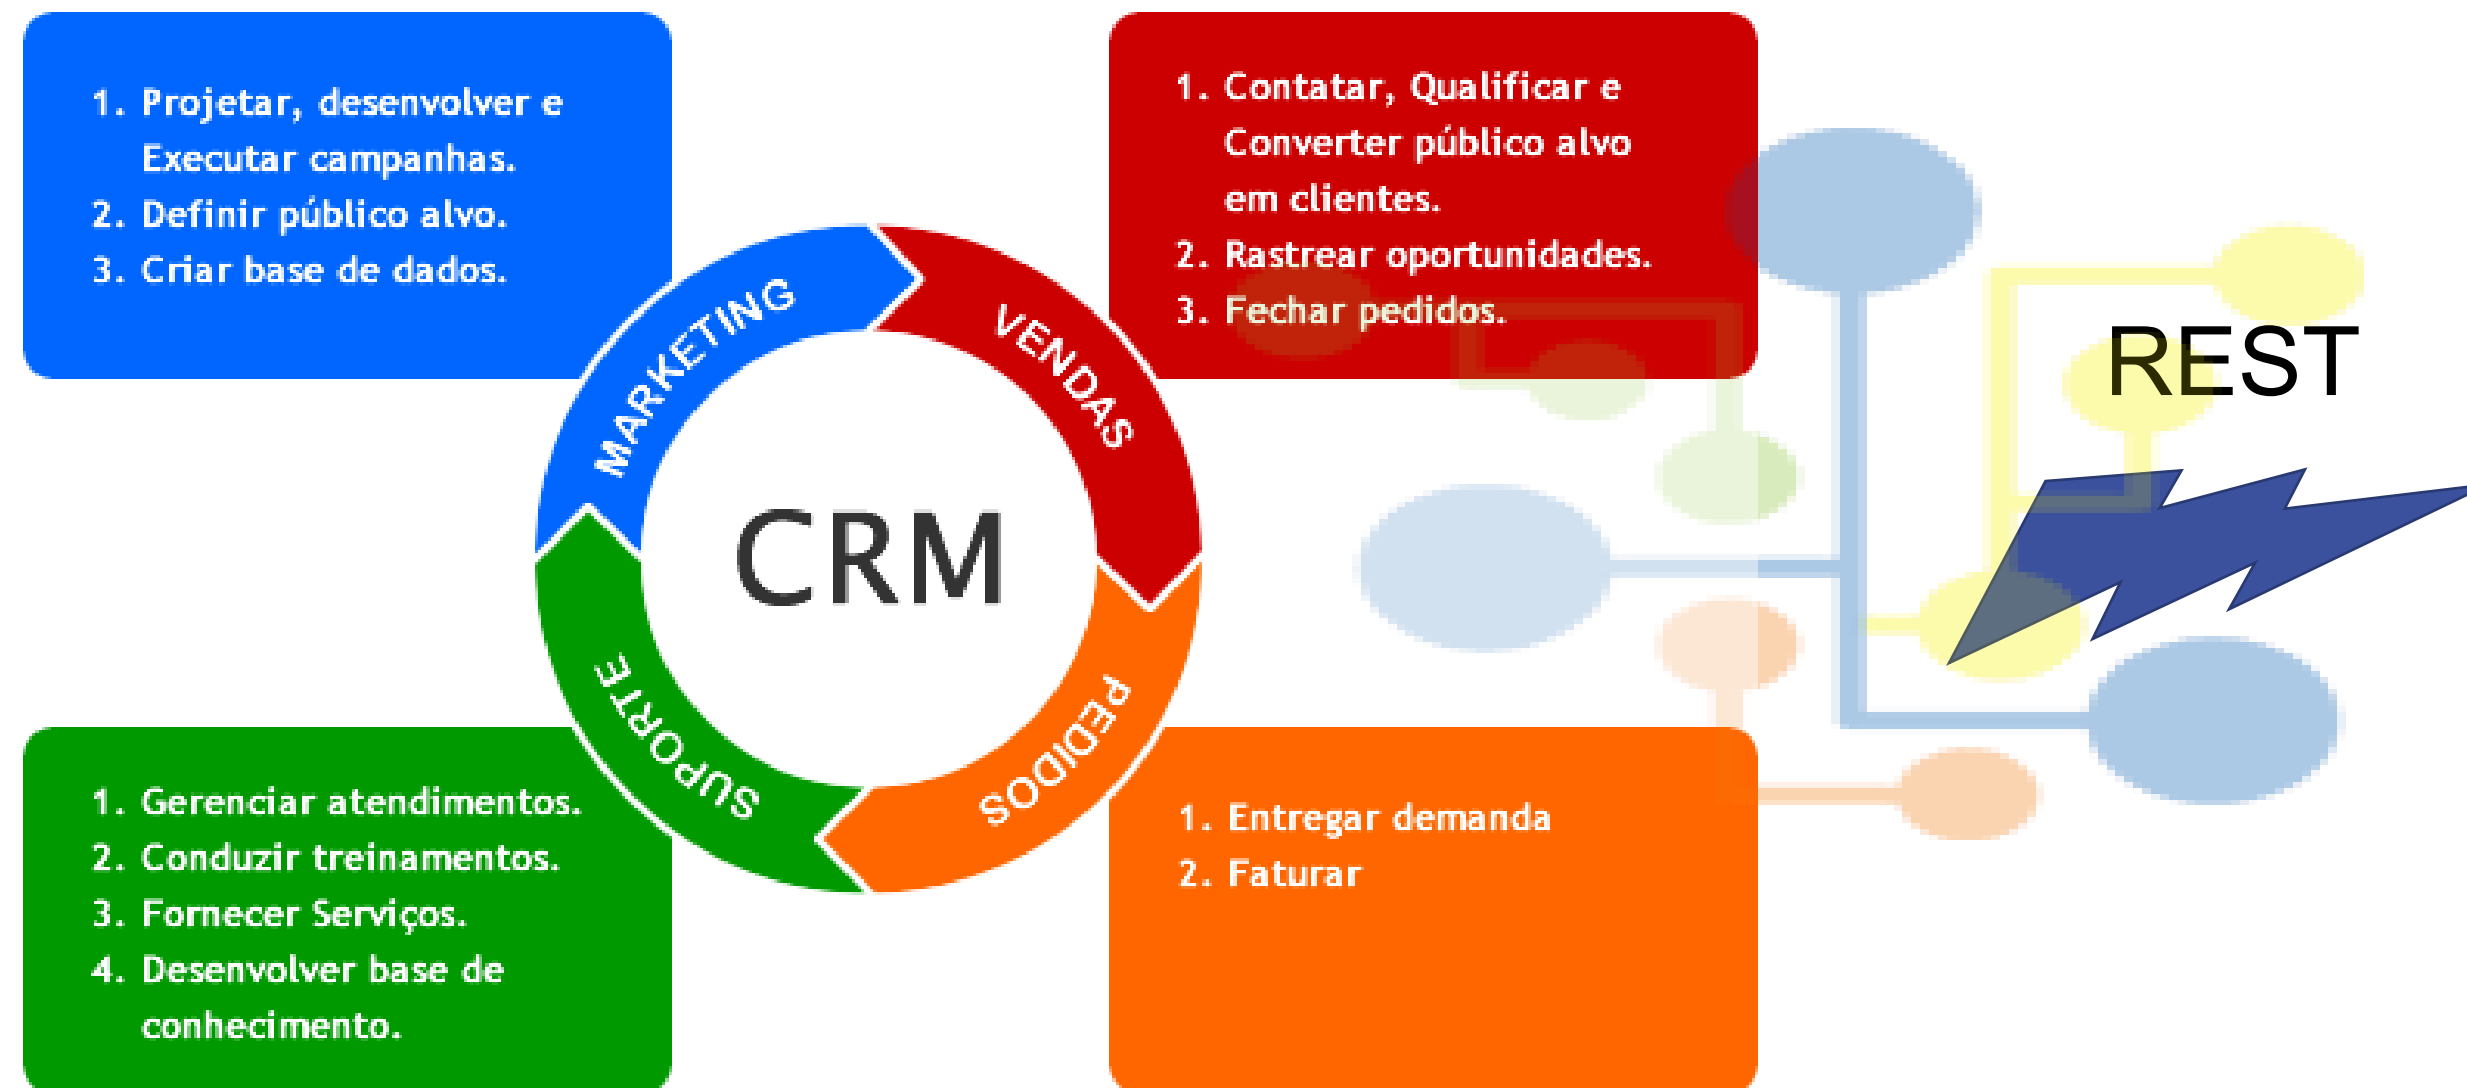 1. Projetar, desenvolver e
Executar campanhas.
2. Definir público alvo.
3. Criar base de dados.
1. Contatar, Qualificar e
Converter público alvo
em clientes.
2. Rastrear oportunidades.
3. Fechar pedidos.
REST
MARKETING
VENDAS
CRM
SUPORTE
PEDIDOS
1. Gerenciar atendimentos.
2. Conduzir treinamentos.
3. Fornecer Serviços.
4. Desenvolver base de
conhecimento.
1. Entregar demanda
2. Faturar